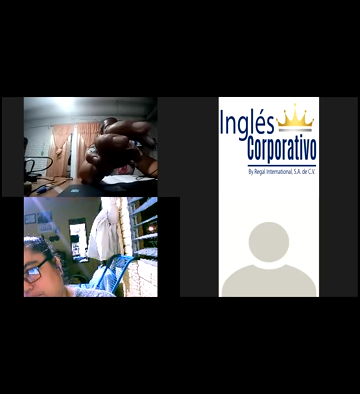 Inglés
Corporativo
By Regal International, S.A. de C.V.